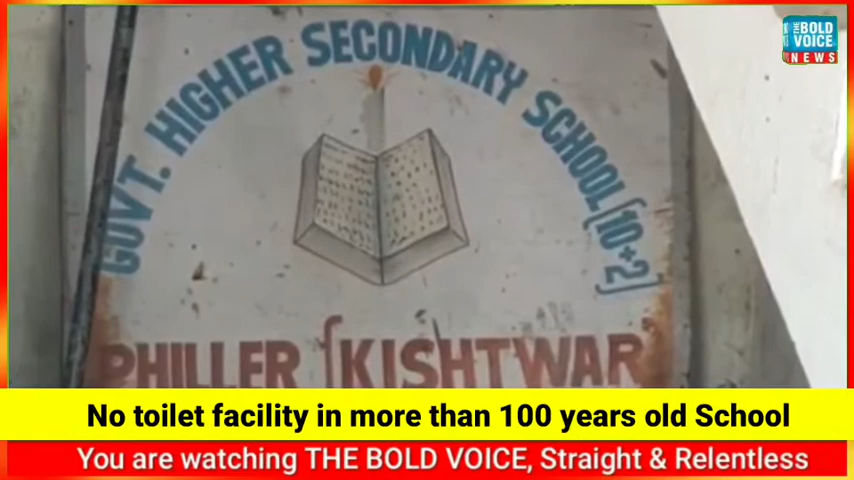 GOVT. HIGHER SECONDARY SCHOOL [10+2]
PHILLER [KISHTWAR]
THE BOLD
VOICE
NEWS
No toilet facility in more than 100 years old School
You are watching THE BOLD VOICE, Straight & Relentless